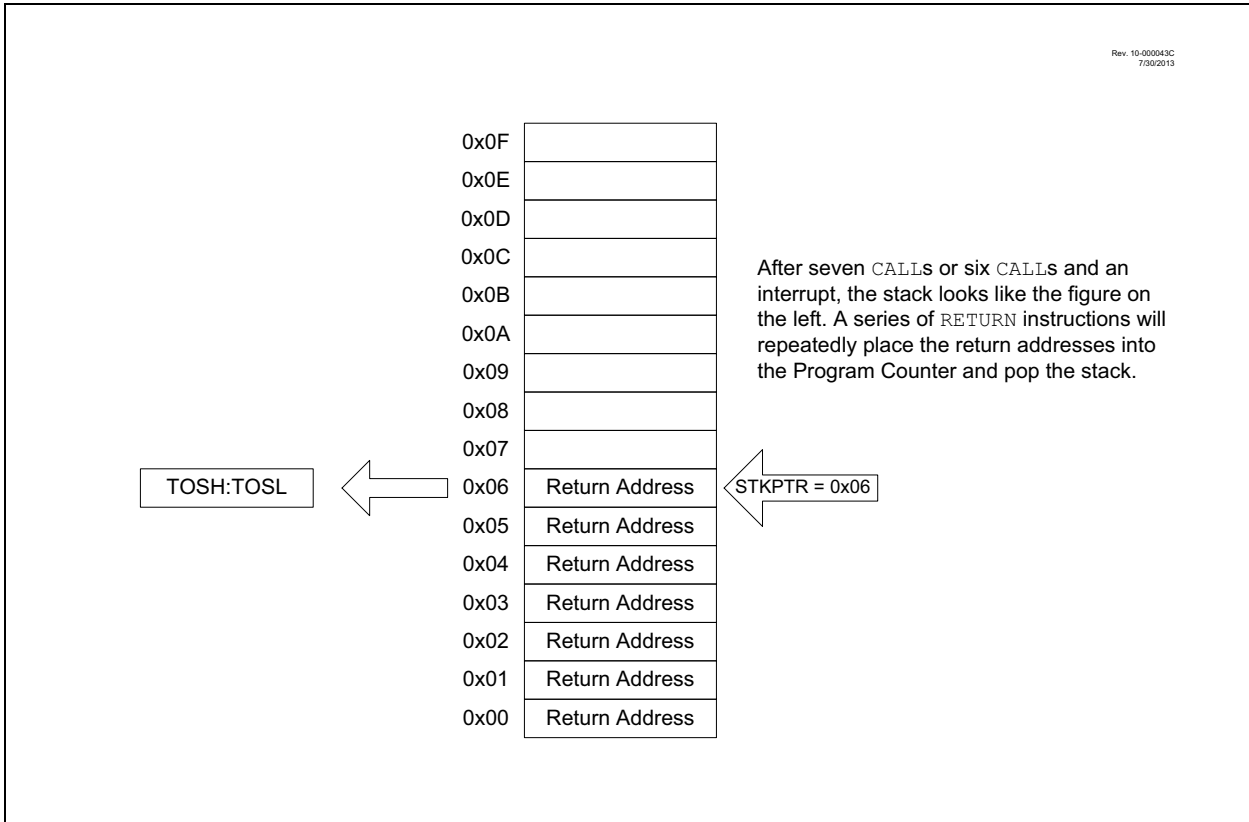 Rev. 10-000043C
7/30/2013
0x0F
0x0E
0x0D
0x0C
0x0B
0x0A
0x09
0x08
0x07
TOSH:TOSL
0x06 Return Address STKPTR = 0x06
0x05 Return Address
0x04 Return Address
0x03 Return Address
0x02 Return Address
0x01 Return Address
0x00 Return Address
After seven CALLs or six CALLs and an
interrupt, the stack looks like the figure on
the left. A series of RETURN instructions will
repeatedly place the return addresses into
the Program Counter and pop the stack.